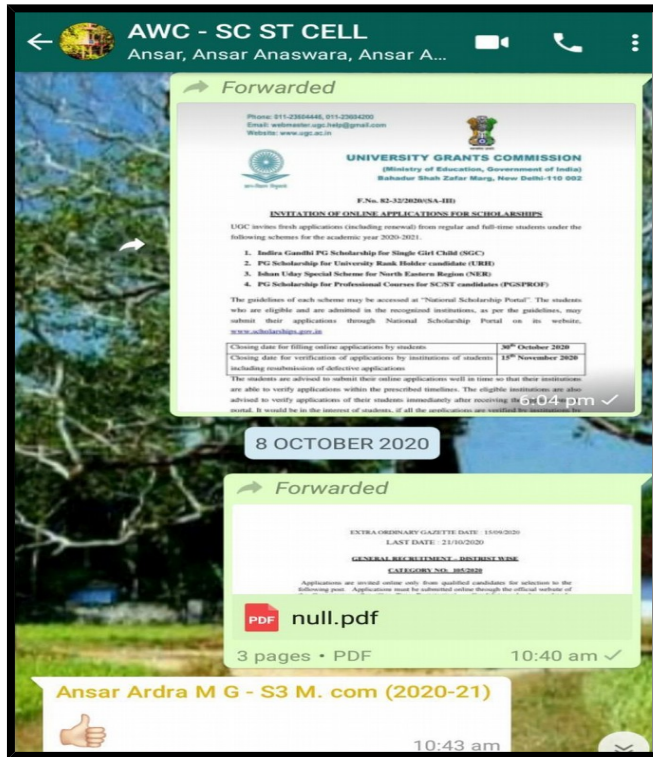 AWC - SC ST CELL
Ansar, Ansar Anaswara, Ansar A...
Forwarded
Phone: 011-23604446, 011-23604200
Email: webmaster.ugc.help@gmail.com
Website: www.ugc.ac.in
UNIVERSITY GRANTS COMMISSION
(Ministry of Education, Government of India)
Bahadur Shah Zafar Marg, New Delhi-110 002
F.No. 82-32/2020/(SA-III)
INVITATION OF ONLINE APPLICATIONS FOR SCHOLARSHIPS
UGC invites fresh applications (including renewal) from regular and full-time students under the
following schemes for the academic year 2020-2021.
1. Indira Gandhi PG Scholarship for Single Girl Child (SGC)
2. PG Scholarship for University Rank Holder candidate (URH)
3. Ishan Uday Special Scheme for North Eastern Region (NER)
4. PG Scholarship for Professional Courses for SC/ST candidates (PGSPROF)
The guidelines of each scheme may be accessed at "National Scholarship Portal". The students
who are eligible and are admitted in the recognized institutions, as per the guidelines, may
submit their applications through National Scholarship Portal on its website,
www.scholarships.gov.in
Closing date for filling online applications by students 30th October 2020
Closing date for verification of applications by institutions of students 15th November 2020
including resubmission of defective applications
The students are advised to submit their online applications well in time so that their institutions
are able to verify applications within the prescribed timelines. The eligible institutions are also
advised to verify applications of their students immediately after receiving the
portal. It would be in the interest of students, if all the applications are verified by institutions by
6:04 pm
8 OCTOBER 2020
Forwarded
EXTRA ORDINARY GAZETTE DATE : 15/09/2020
LAST DATE : 21/10/2020
GENERAL RECRUITMENT – DISTRICT WISE
CATEGORY NO: 105/2020
Applications are invited online only from qualified candidates for selection to the
following post. Applications must be submitted online through the official website of
PDF null.pdf
3 pages • PDF 10:40 am
Ansar Ardra M G - S3 M. com (2020-21)
👍🏻
10:43 am